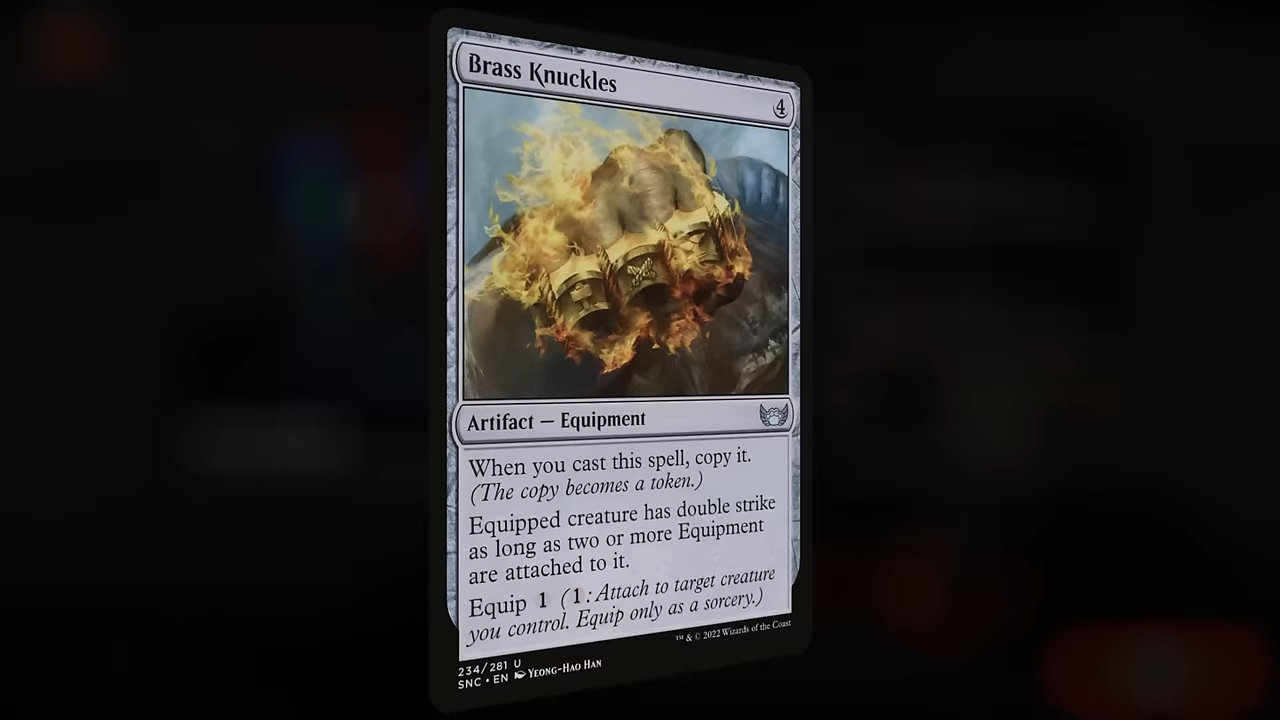 Brass Knuckles
4
Artifact — Equipment
When you cast this spell, copy it.
(The copy becomes a token.)
Equipped creature has double strike
as long as two or more Equipment
are attached to it.
Equip 1 (1: Attach to target creature
you control. Equip only as a sorcery.)
™ & © 2022 Wizards of the Coast
234/281 U
SNC • EN Yeong-Hao Han